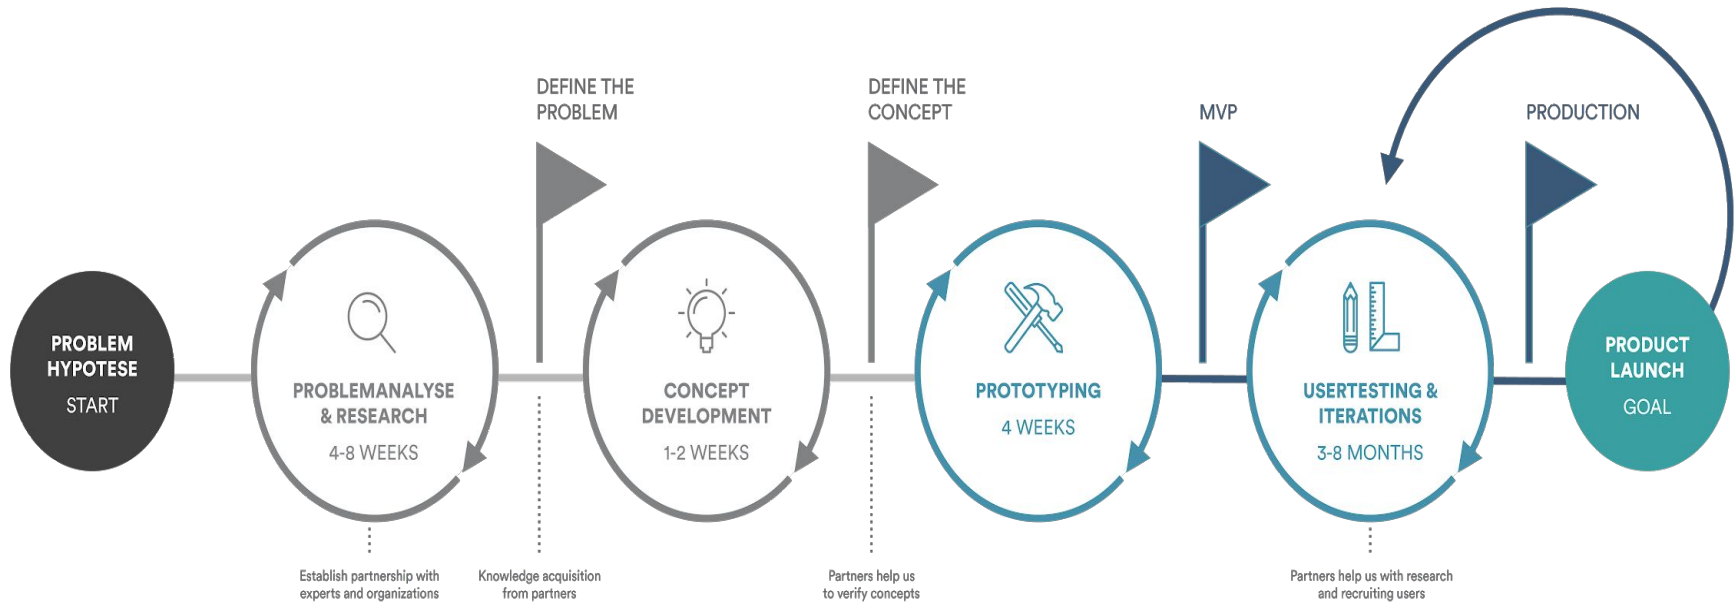 DEFINE THE
PROBLEM
DEFINE THE
CONCEPT
MVP
PRODUCTION
PROBLEM
HYPOTESE
START
PROBLEMANALYSE
& RESEARCH
4-8 WEEKS
CONCEPT
DEVELOPMENT
1-2 WEEKS
PROTOTYPING
4 WEEKS
USERTESTING &
ITERATIONS
3-8 MONTHS
PRODUCT
LAUNCH
GOAL
Establish partnership with
experts and organizations
Knowledge acquisition
from partners
Partners help us
to verify concepts
Partners help us with research
and recruiting users